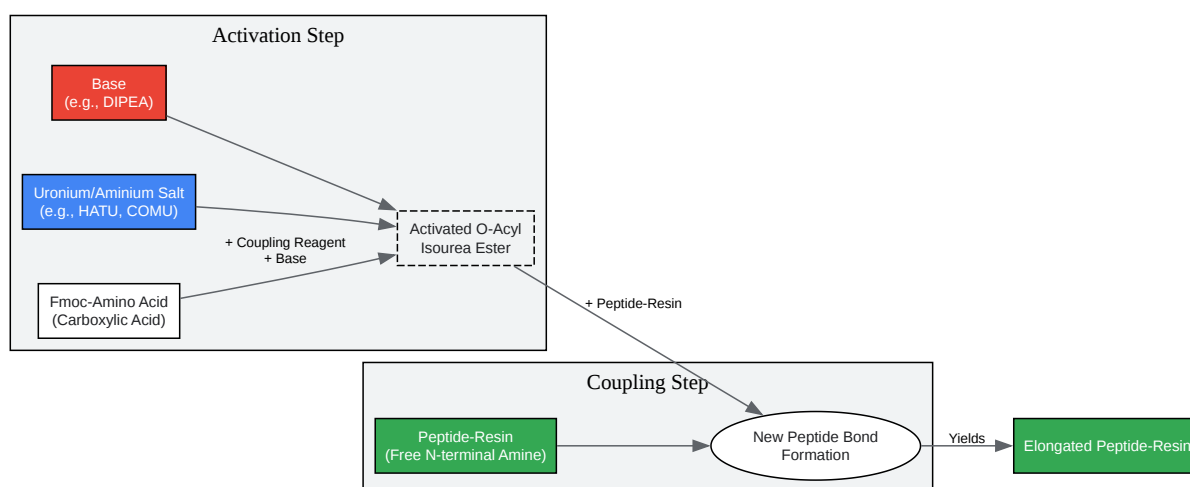 Activation Step
Base
(e.g., DIPEA)
Uronium/Aminium Salt
(e.g., HATU, COMU)
Activated O-Acyl
Isourea Ester
+ Coupling Reagent
+ Base
Fmoc-Amino Acid
(Carboxylic Acid)
+ Peptide-Resin
Coupling Step
Peptide-Resin
(Free N-terminal Amine)
New Peptide Bond
Formation
Yields
Elongated Peptide-Resin